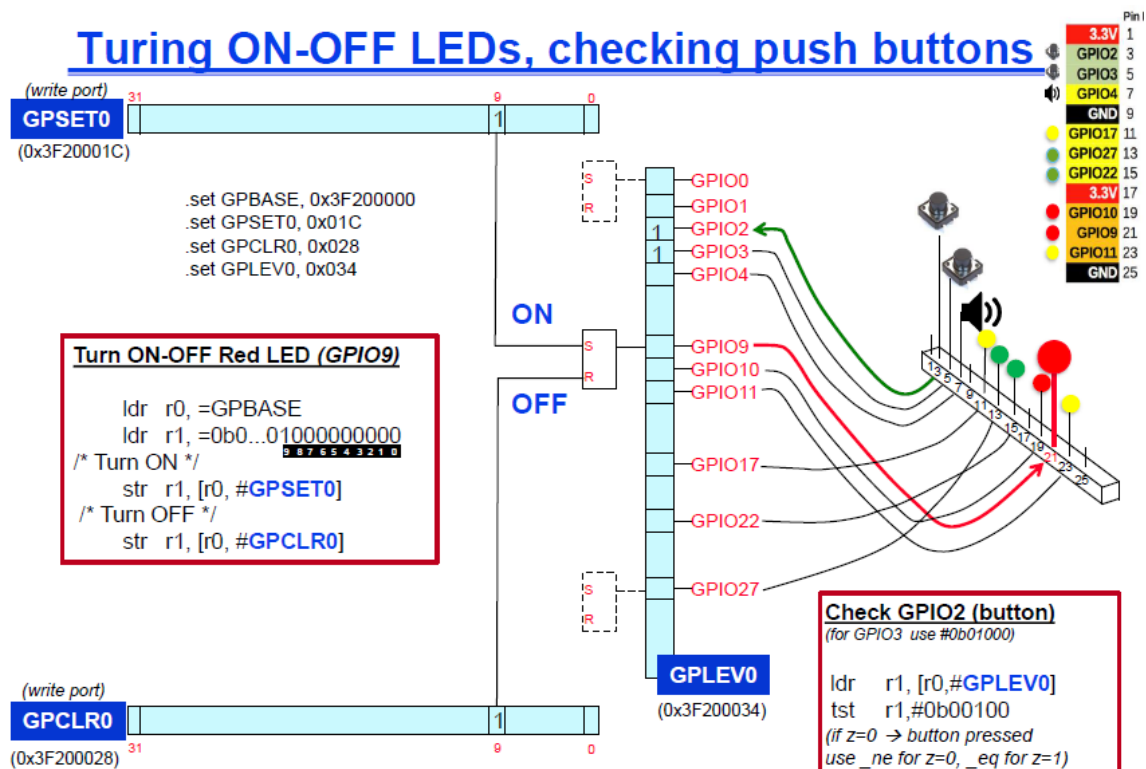 Turing ON-OFF LEDs, checking push buttons
Pin
3.3V 1
GPIO2 3
GPIO3 5
GPIO4 7
GND 9
GPIO17 11
GPIO27 13
GPIO22 15
3.3V 17
GPIO10 19
GPIO9 21
GPIO11 23
GND 25
(write port)
GPSET0
(0x3F20001C)
31 9 0
1
.set GPBASE, 0x3F200000
.set GPSET0, 0x01C
.set GPCLR0, 0x028
.set GPLEV0, 0x034
Turn ON-OFF Red LED (GPIO9)
ldr r0, =GPBASE
ldr r1, =0b0...01000000000
9 8 7 6 5 4 3 2 1 0
/* Turn ON */
str r1, [r0, #GPSET0]
/* Turn OFF */
str r1, [r0, #GPCLR0]
ON
OFF
S
R
S
R
S
R
1
1
GPIO0
GPIO1
GPIO2
GPIO3
GPIO4
GPIO9
GPIO10
GPIO11
GPIO17
GPIO22
GPIO27
1 3 5 7 9 11 13 15 17 19 21 23 25
GPLEV0
(0x3F200034)
Check GPIO2 (button)
(for GPIO3 use #0b01000)
ldr r1, [r0,#GPLEV0]
tst r1,#0b00100
(if z=0 → button pressed
use _ne for z=0, _eq for z=1)
(write port)
GPCLR0
(0x3F200028)
1
31 9 0